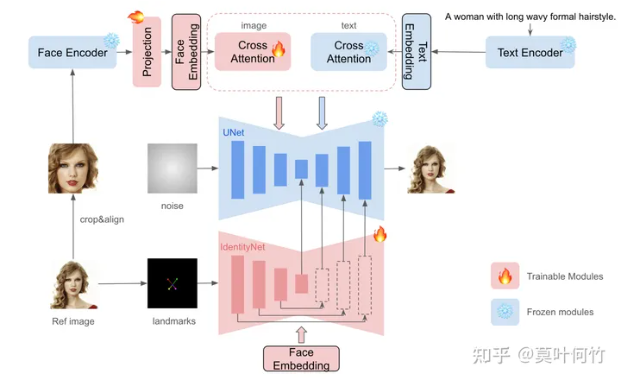 A woman with long wavy formal hairstyle.
image
text
Face Encoder
Projection
Face
Embedding
Cross
Attention
Cross
Attention
Text
Embedding
Text Encoder
UNet
noise
crop&align
IdentityNet
Ref image
landmarks
Face
Embedding
Trainable Modules
Frozen modules
知乎 @莫叶何竹